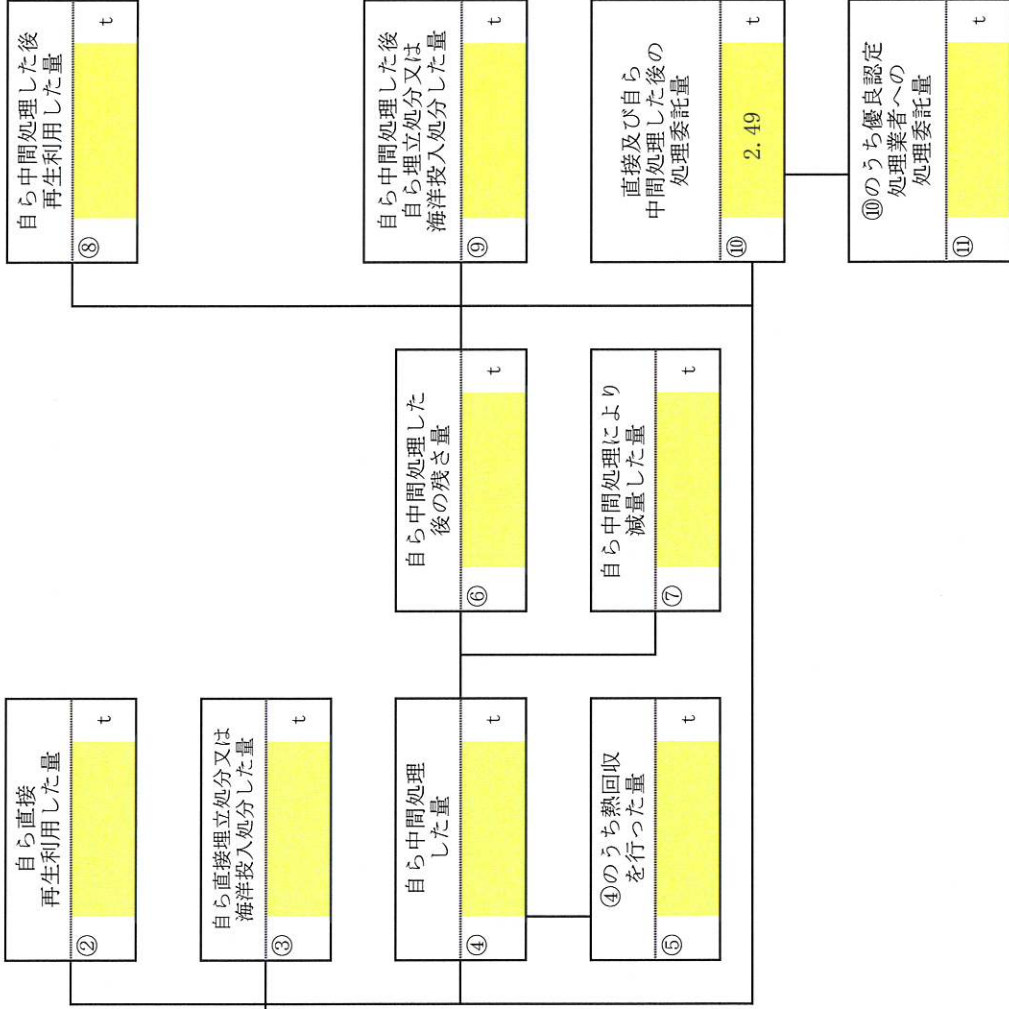 自ら直接
再生利用した量
② t
自ら直接埋立処分又は
海洋投入処分した量
③ t
自ら中間処理
した量
④ t
④のうち熱回収
を行った量
⑤ t
自ら中間処理した
後の残さ量
⑥ t
自ら中間処理により
減量した量
⑦ t
自ら中間処理した後
再生利用した量
⑧ t
自ら中間処理した後
自ら埋立処分又は
海洋投入処分した量
⑨ t
直接及び自ら
中間処理した後の
処理委託量
⑩ 2.49 t
⑩のうち優良認定
処理業者への
処理委託量
⑪ t